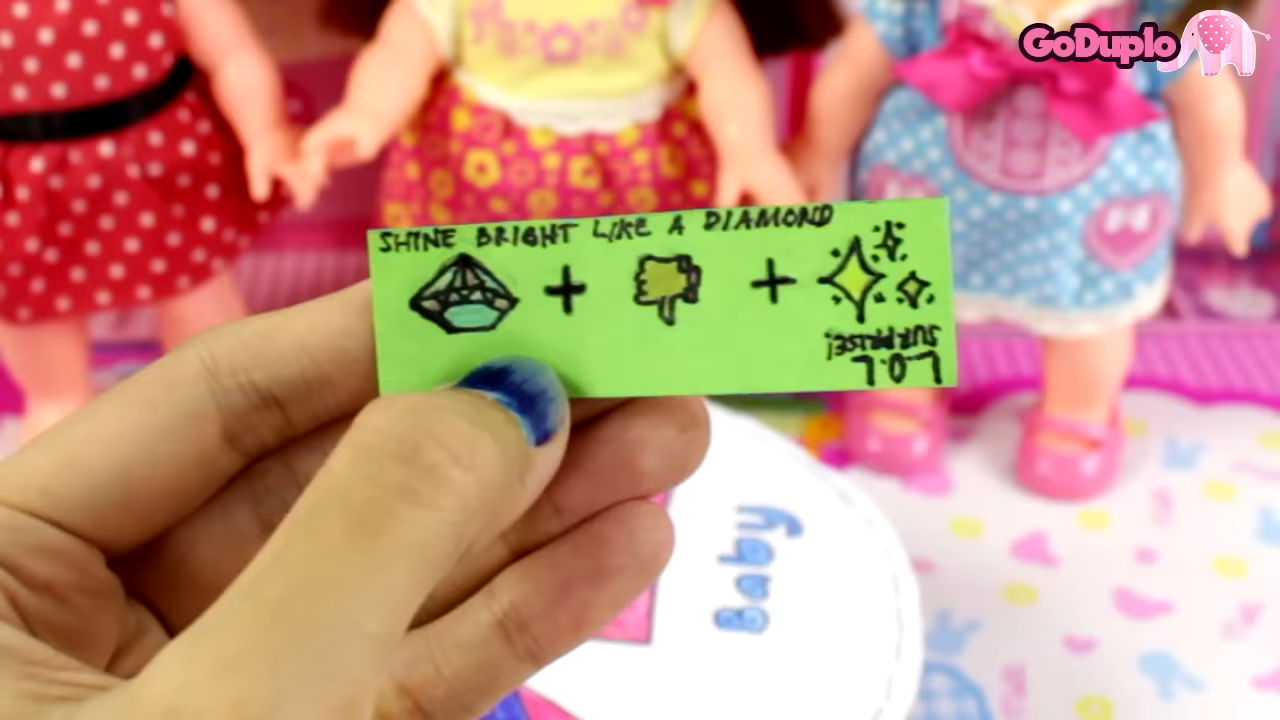 GoDuplo
SHINE BRIGHT LIKE A DIAMOND
+ +
L.O.L
SURPRISE!
Baby